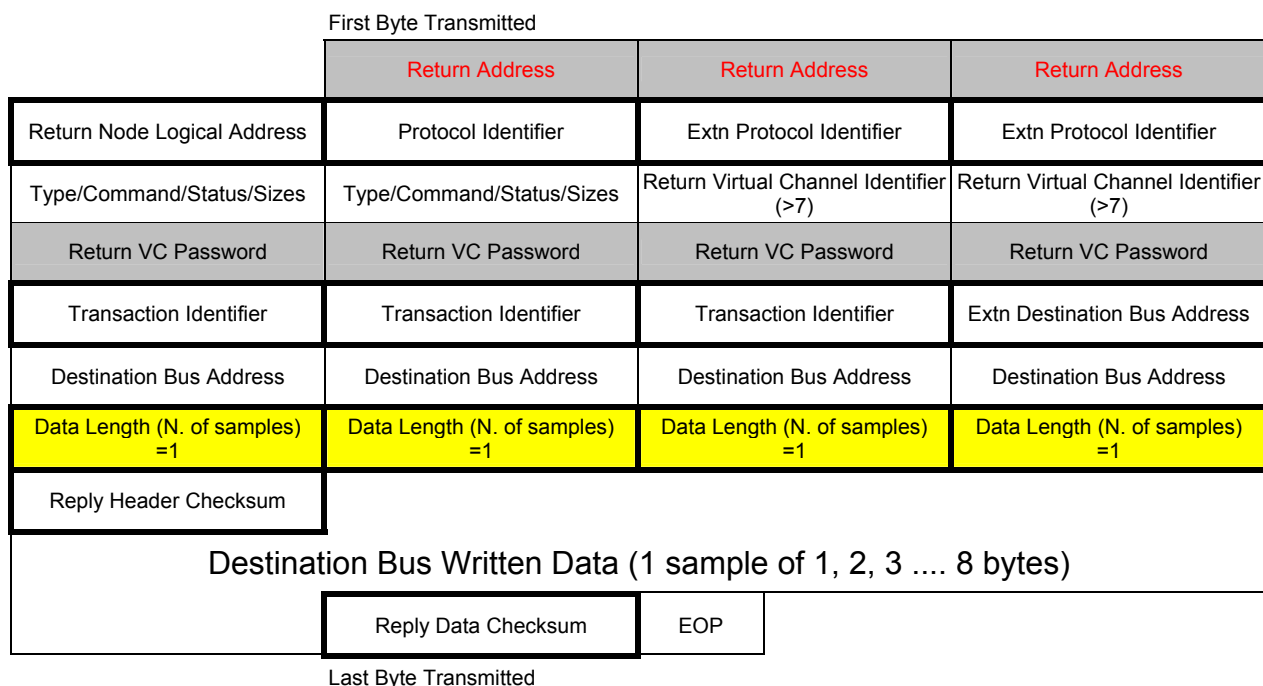 First Byte Transmitted
Return Address Return Address Return Address
Return Node Logical Address Protocol Identifier Extn Protocol Identifier Extn Protocol Identifier
Type/Command/Status/Sizes Type/Command/Status/Sizes Return Virtual Channel Identifier (>7) Return Virtual Channel Identifier (>7)
Return VC Password Return VC Password Return VC Password Return VC Password
Transaction Identifier Transaction Identifier Transaction Identifier Extn Destination Bus Address
Destination Bus Address Destination Bus Address Destination Bus Address Destination Bus Address
Data Length (N. of samples) =1 Data Length (N. of samples) =1 Data Length (N. of samples) =1 Data Length (N. of samples) =1
Reply Header Checksum
Destination Bus Written Data (1 sample of 1, 2, 3 .... 8 bytes)
Reply Data Checksum EOP
Last Byte Transmitted